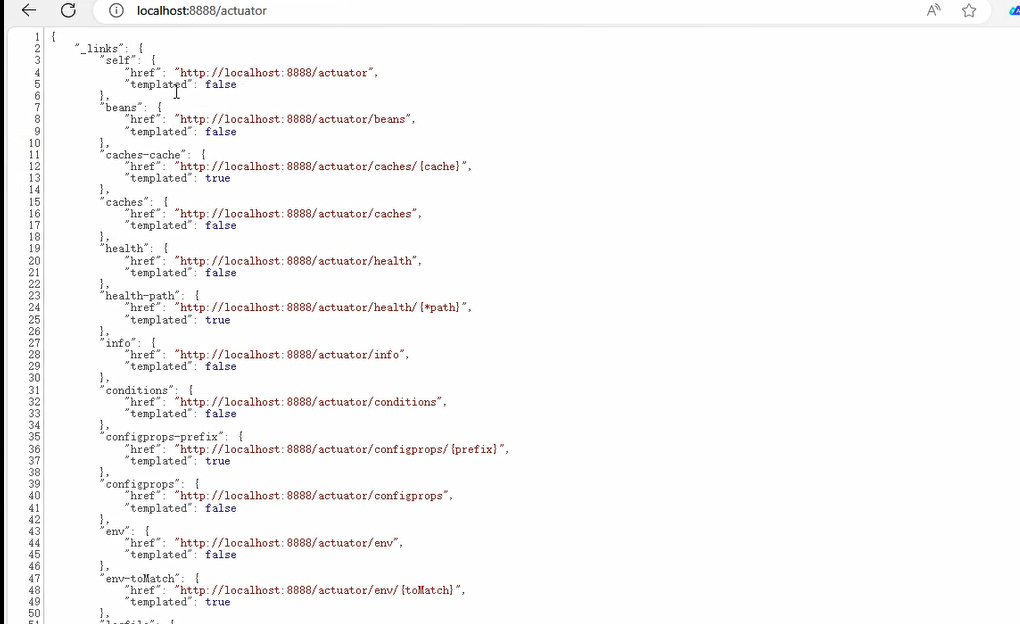 localhost:8888/actuator
1 {
2 "_links": {
3 "self": {
4 "href": "http://localhost:8888/actuator",
5 "templated": false
6 },
7 "beans": {
8 "href": "http://localhost:8888/actuator/beans",
9 "templated": false
10 },
11 "caches-cache": {
12 "href": "http://localhost:8888/actuator/caches/{cache}",
13 "templated": true
14 },
15 "caches": {
16 "href": "http://localhost:8888/actuator/caches",
17 "templated": false
18 },
19 "health": {
20 "href": "http://localhost:8888/actuator/health",
21 "templated": false
22 },
23 "health-path": {
24 "href": "http://localhost:8888/actuator/health/{*path}",
25 "templated": true
26 },
27 "info": {
28 "href": "http://localhost:8888/actuator/info",
29 "templated": false
30 },
31 "conditions": {
32 "href": "http://localhost:8888/actuator/conditions",
33 "templated": false
34 },
35 "configprops-prefix": {
36 "href": "http://localhost:8888/actuator/configprops/{prefix}",
37 "templated": true
38 },
39 "configprops": {
40 "href": "http://localhost:8888/actuator/configprops",
41 "templated": false
42 },
43 "env": {
44 "href": "http://localhost:8888/actuator/env",
45 "templated": false
46 },
47 "env-toMatch": {
48 "href": "http://localhost:8888/actuator/env/{toMatch}",
49 "templated": true
50 },